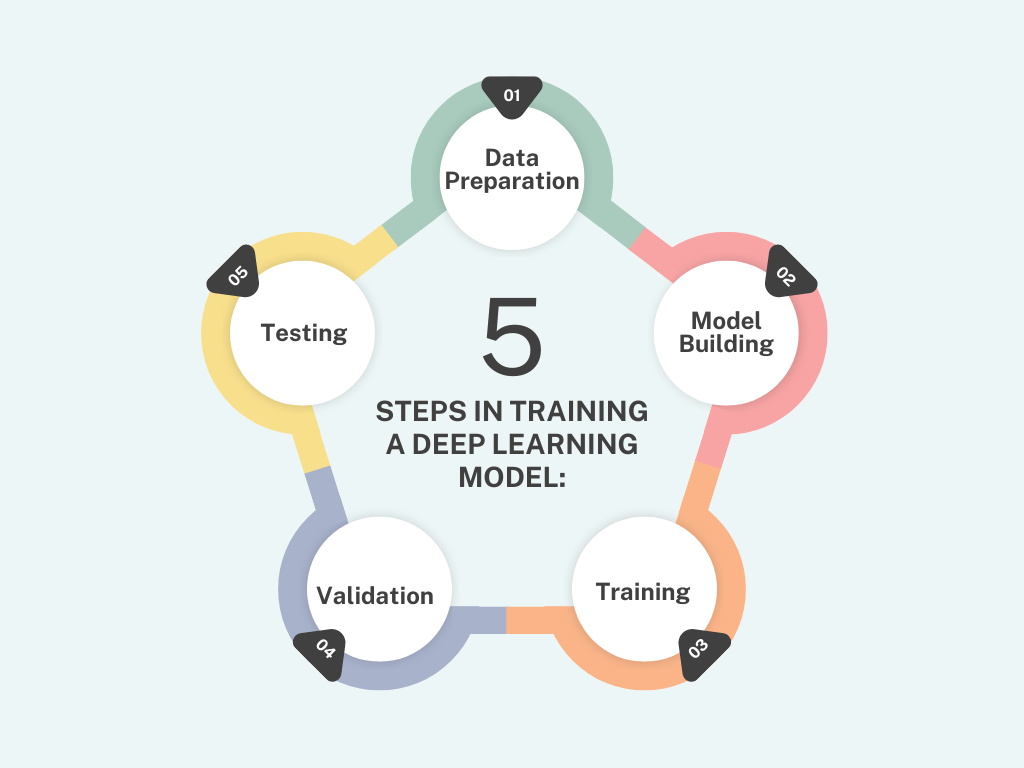 01
Data
Preparation
02
Model
Building
03
Training
04
Validation
05
Testing
5
STEPS IN TRAINING
A DEEP LEARNING
MODEL: